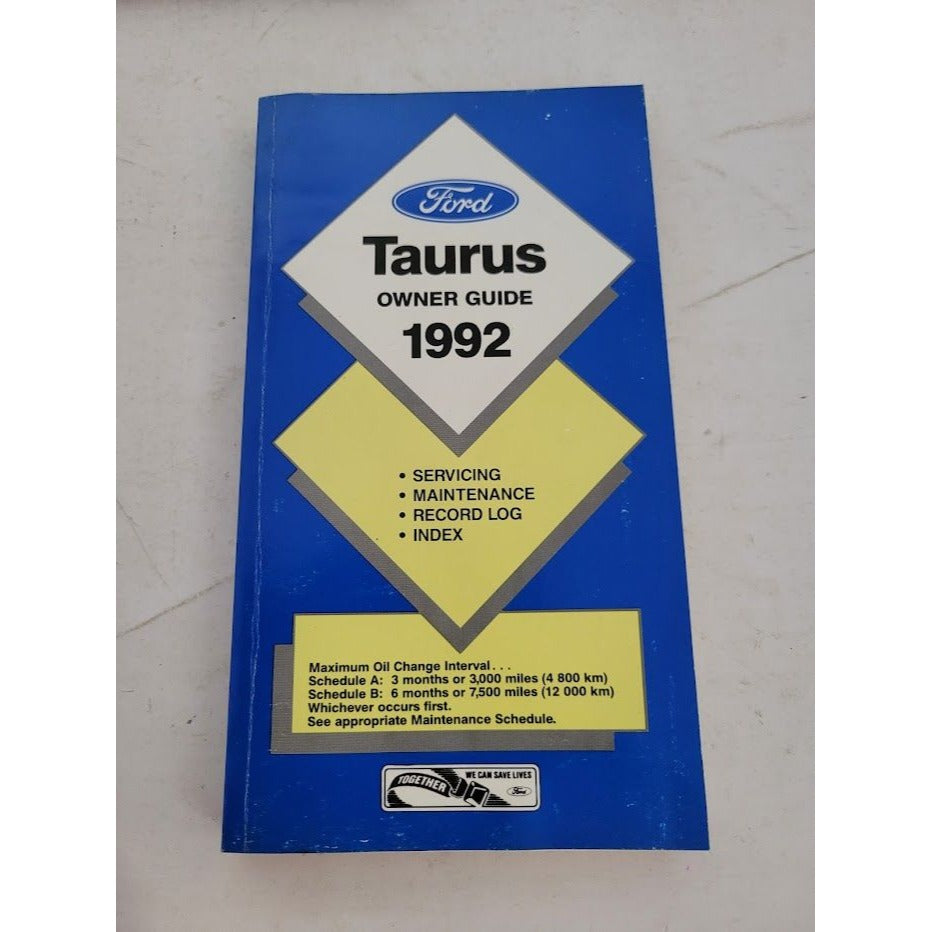 Ford
Taurus
OWNER GUIDE
1992
• SERVICING
• MAINTENANCE
• RECORD LOG
• INDEX
Maximum Oil Change Interval...
Schedule A: 3 months or 3,000 miles (4 800 km)
Schedule B: 6 months or 7,500 miles (12 000 km)
Whichever occurs first.
See appropriate Maintenance Schedule.
TOGETHER WE CAN SAVE LIVES
Ford